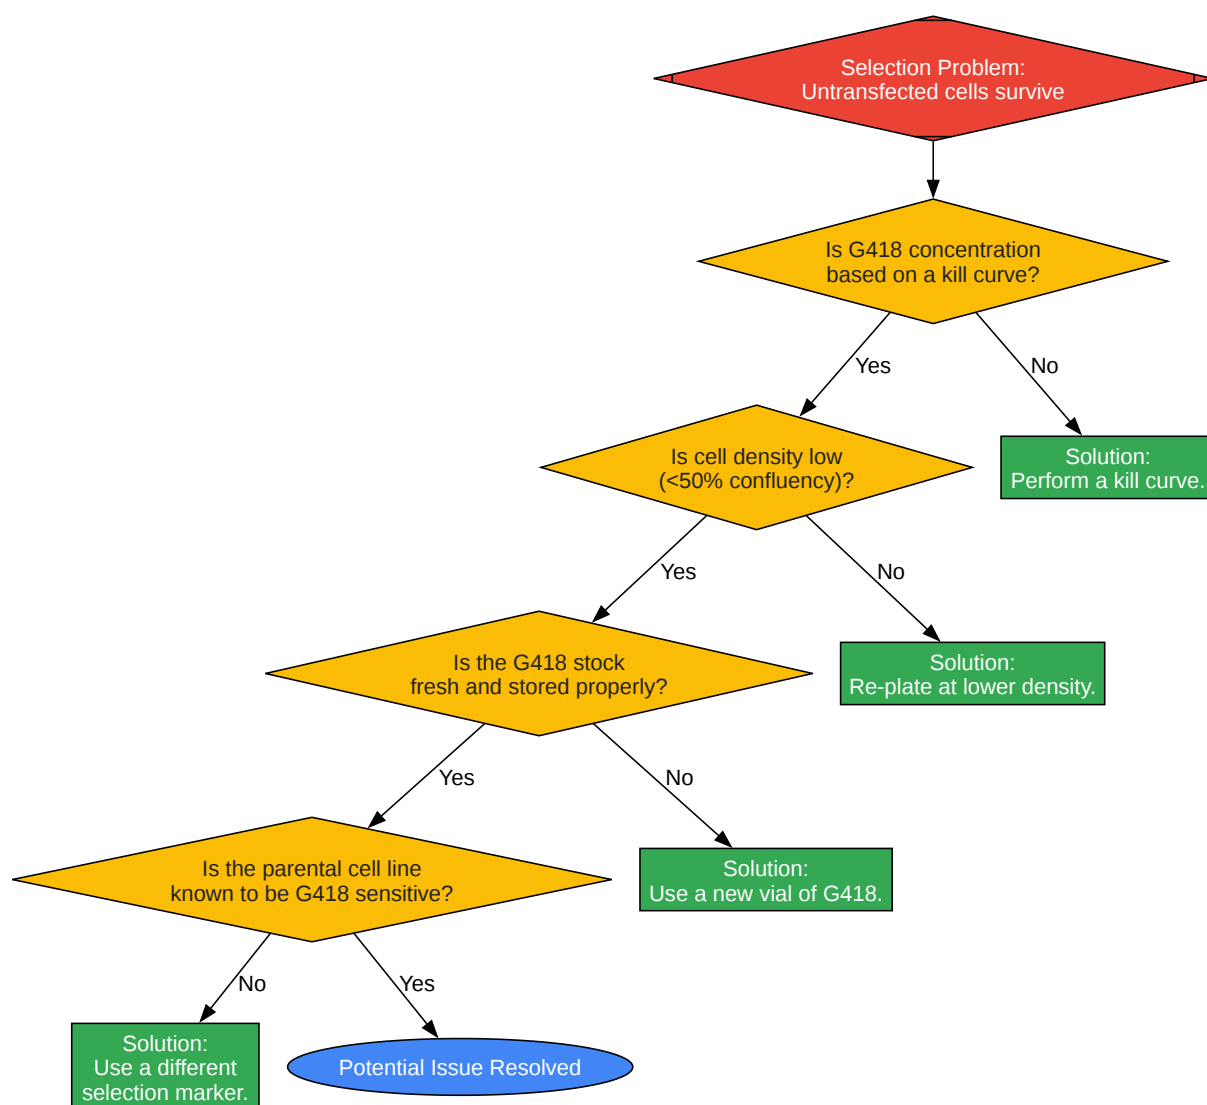 Selection Problem:
Untransfected cells survive
Is G418 concentration
based on a kill curve?
Yes
No
Is cell density low
(<50% confluency)?
Solution:
Perform a kill curve.
Yes
No
Is the G418 stock
fresh and stored properly?
Solution:
Re-plate at lower density.
Yes
No
Is the parental cell line
known to be G418 sensitive?
Solution:
Use a new vial of G418.
No
Yes
Solution:
Use a different
selection marker.
Potential Issue Resolved